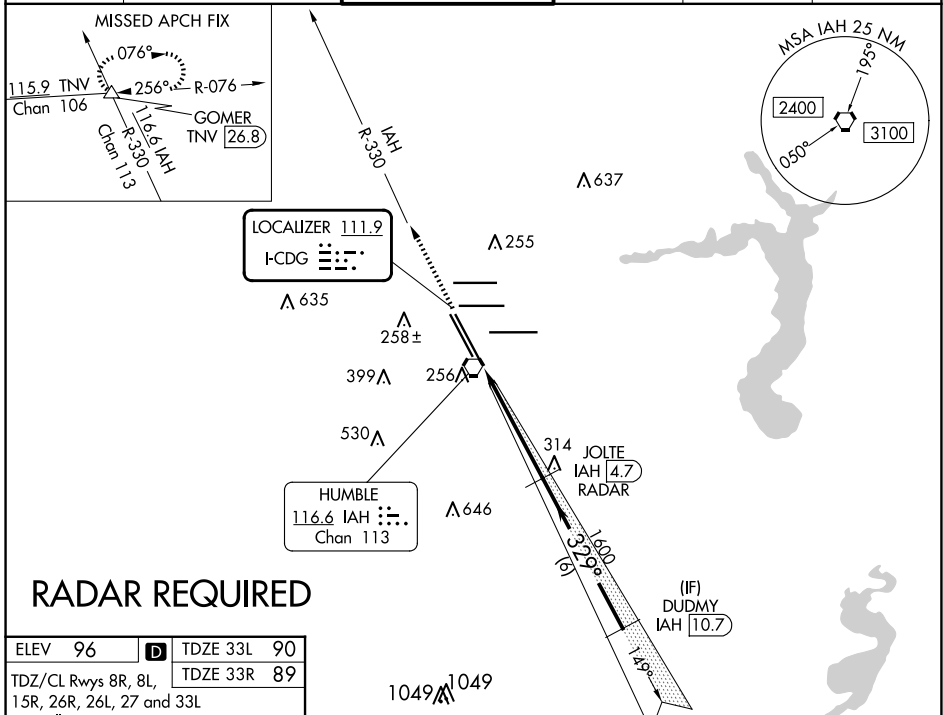 MISSED APCH FIX
076°
115.9 TNV
Chan 106
256°
R-076
GOMER
TNV 26.8
116.6 IAH
R-330
Chan 113
IAH
R-330
MSA IAH 25 NM
195°
2400
3100
050°
637
LOCALIZER 111.9
I-CDG
255
635
258±
399
256
530
314
JOLTE
IAH 4.7
RADAR
HUMBLE
116.6 IAH
Chan 113
646
1600
329°
(6)
RADAR REQUIRED
(IF)
DUDMY
IAH 10.7
149°
ELEV 96
D
TDZE 33L 90
TDZE 33R 89
TDZ/CL Rwys 8R, 8L,
15R, 26R, 26L, 27 and 33L
1049
1049